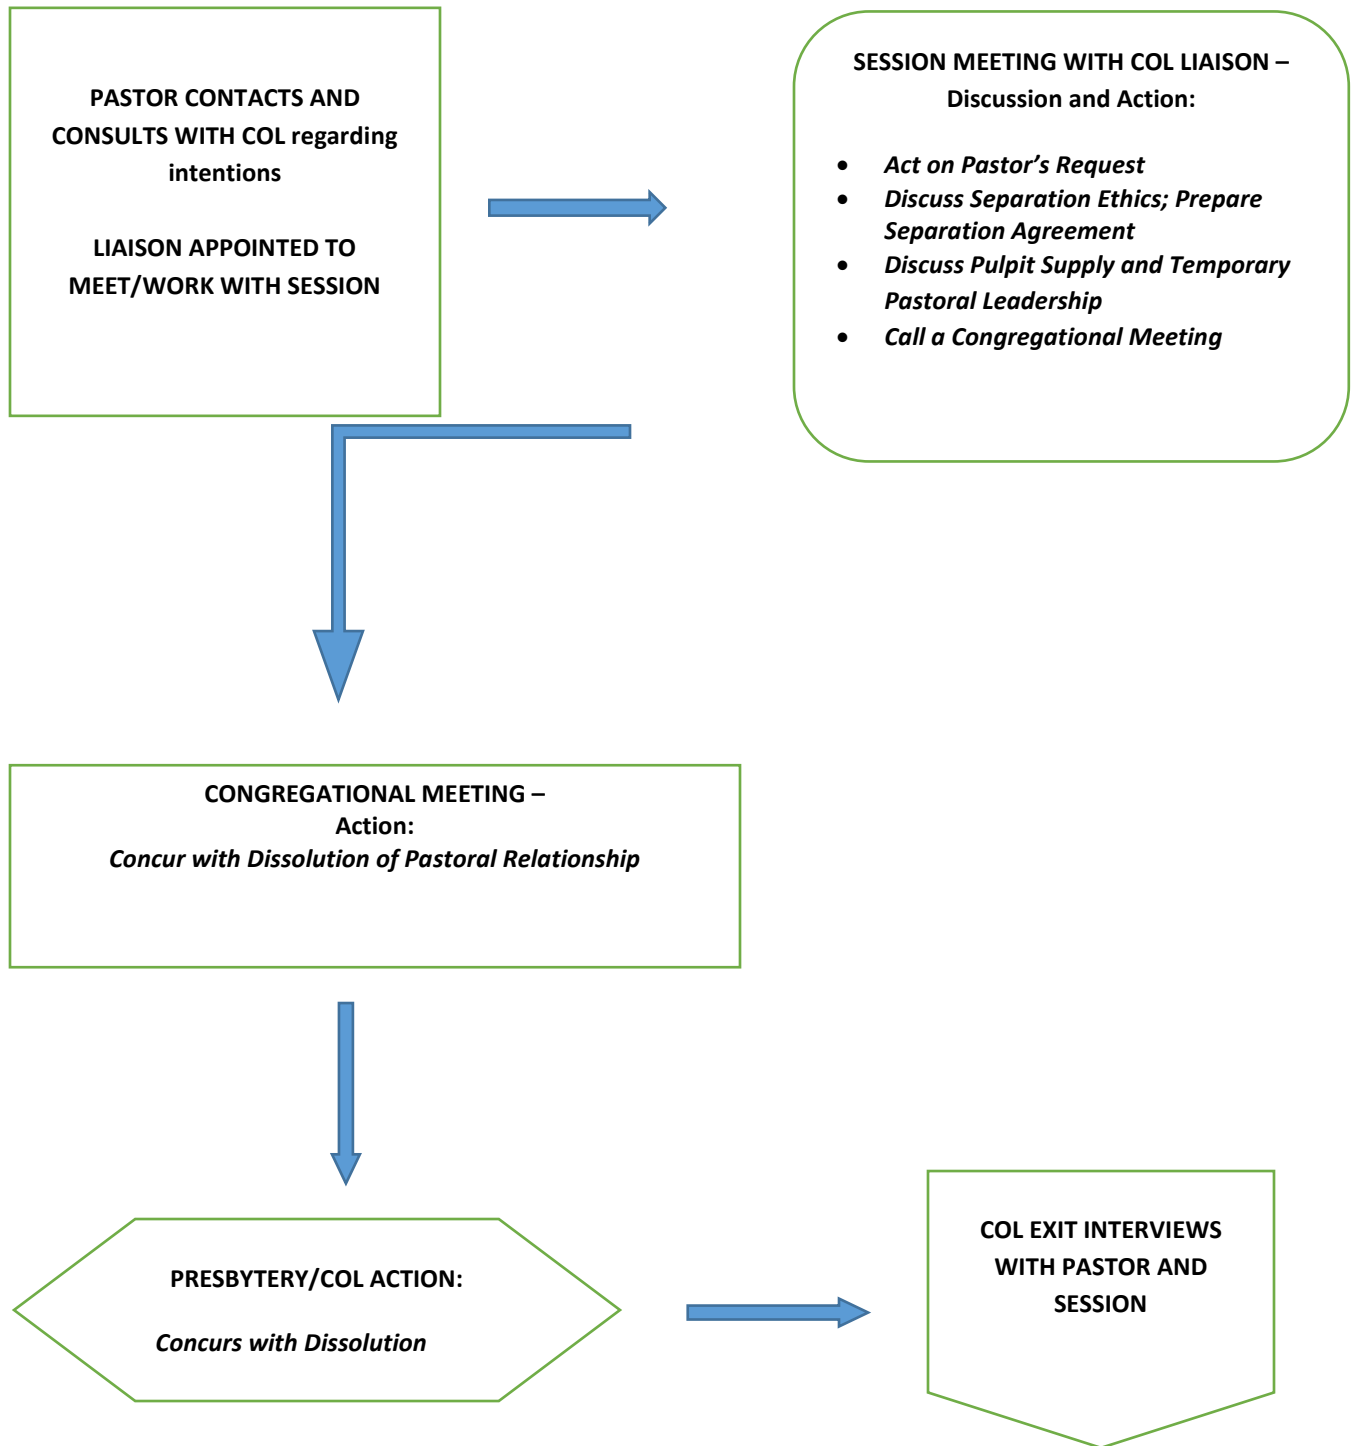 PASTOR CONTACTS AND
CONSULTS WITH COL regarding
intentions
LIAISON APPOINTED TO
MEET/WORK WITH SESSION
SESSION MEETING WITH COL LIAISON –
Discussion and Action:
• Act on Pastor’s Request
• Discuss Separation Ethics; Prepare
Separation Agreement
• Discuss Pulpit Supply and Temporary
Pastoral Leadership
• Call a Congregational Meeting
CONGREGATIONAL MEETING –
Action:
Concur with Dissolution of Pastoral Relationship
PRESBYTERY/COL ACTION:
Concurs with Dissolution
COL EXIT INTERVIEWS
WITH PASTOR AND
SESSION